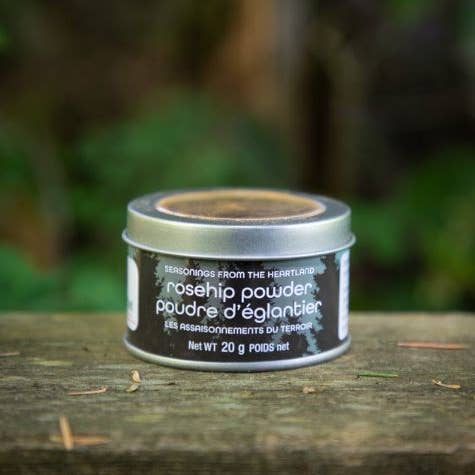 SEASONINGS FROM THE HEARTLAND
rosehip powder
poudre d'églantier
LES ASSAISONNEMENTS DU TERROIR
Net WT 20 g POIDS net